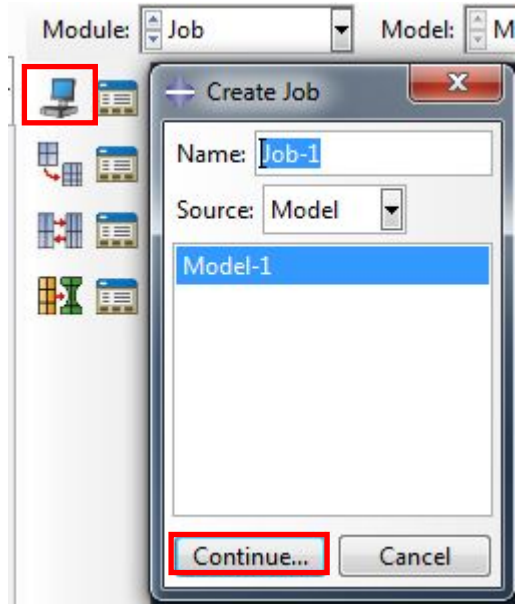 Module: Job Model: M
Create Job
Name: Job-1
Source: Model
Model-1
Continue... Cancel